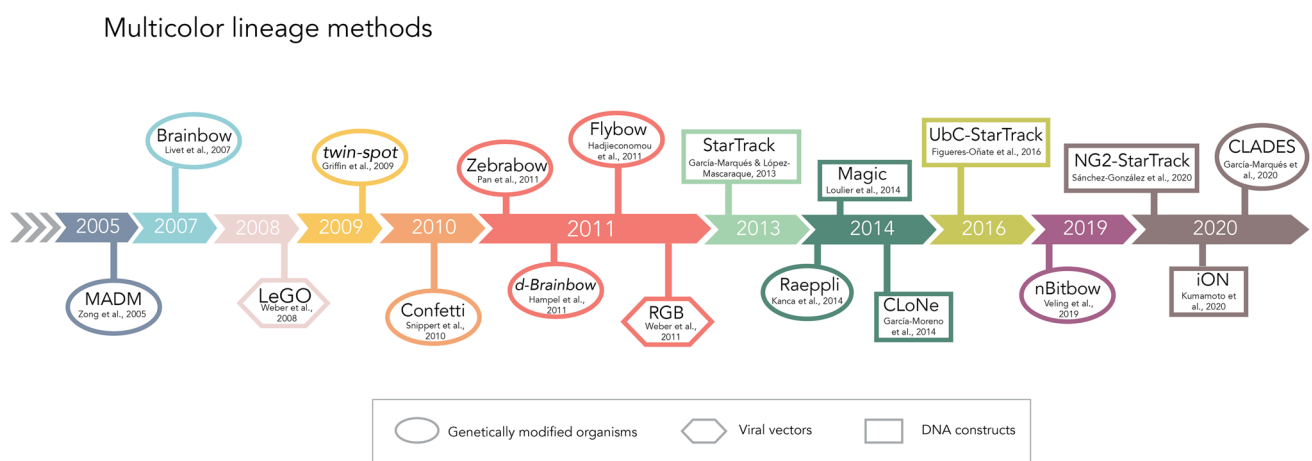 Multicolor lineage methods
Brainbow
Livet et al., 2007
twin-spot
Griffin et al., 2009
Zebrabow
Pan et al., 2011
Flybow
Hadjieconomou
et al., 2011
StarTrack
García-Marqués & López-
Mascaraque, 2013
Magic
Loulier et al., 2014
UbC-StarTrack
Figueres-Oñate et al., 2016
NG2-StarTrack
Sánchez-González et al., 2020
CLADES
García-Marqués et
al., 2020
2005
2007
2008
2009
2010
2011
2013
2014
2016
2019
2020
MADM
Zong et al., 2005
LeGO
Weber et al.,
2008
Confetti
Snippert et al.,
2010
d-Brainbow
Hampel et al.,
2011
RGB
Weber et al.,
2011
Raeppli
Kanca et al., 2014
CLoNe
García-Moreno
et al., 2014
nBitbow
Veling et al.,
2019
iON
Kumamoto et
al., 2020
Genetically modified organisms
Viral vectors
DNA constructs